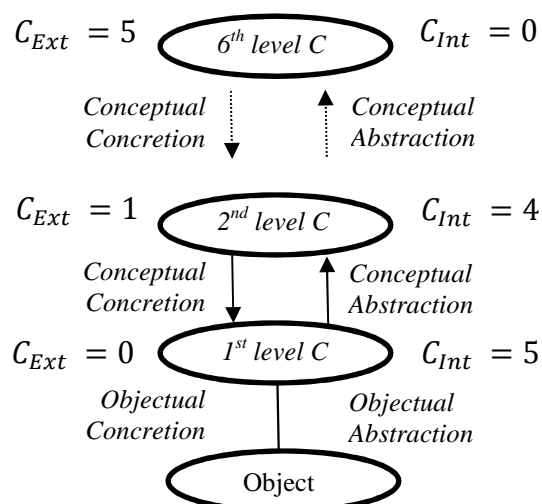 C_Ext = 5 6th level C C_Int = 0
Conceptual Concretion Conceptual Abstraction
C_Ext = 1 2nd level C C_Int = 4
Conceptual Concretion Conceptual Abstraction
C_Ext = 0 1st level C C_Int = 5
Objectual Concretion Objectual Abstraction
Object